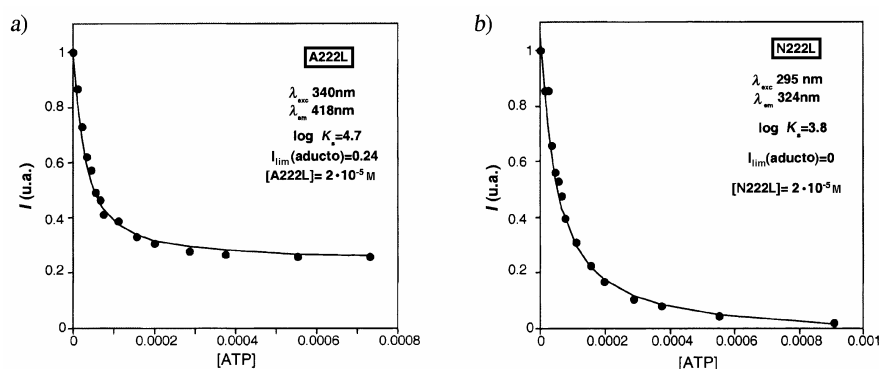 a)
A222L
λexc 340nm
λem 418nm
log Ka=4.7
Ilim(aducto)=0.24
[A222L]= 2·10-5 M
I (u.a.)
1
0.8
0.6
0.4
0.2
0
0 0.0002 0.0004 0.0006 0.0008
[ATP]
b)
N222L
λexc 295 nm
λem 324nm
log Ka=3.8
Ilim(aducto)=0
[N222L]= 2·10-5 M
I (u.a.)
1
0.8
0.6
0.4
0.2
0
0 0.0002 0.0004 0.0006 0.0008 0.001
[ATP]